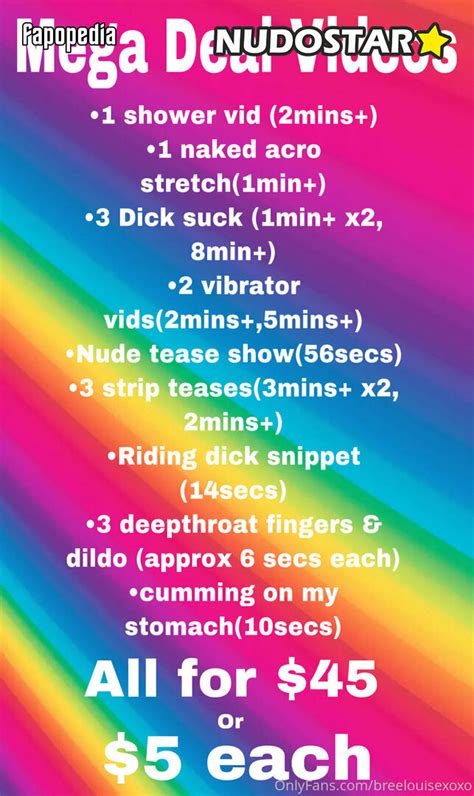 fapopedia
NUDOSTAR
Mega Deal Videos
•1 shower vid (2mins+)
•1 naked acro
stretch(1min+)
•3 Dick suck (1min+ x2,
8min+)
•2 vibrator
vids(2mins+,5mins+)
•Nude tease show(56secs)
•3 strip teases(3mins+ x2,
2mins+)
•Riding dick snippet
(14secs)
•3 deepthroat fingers &
dildo (approx 6 secs each)
•cumming on my
stomach(10secs)
All for $45
Or
$5 each
OnlyFans.com/breelouisexoxo